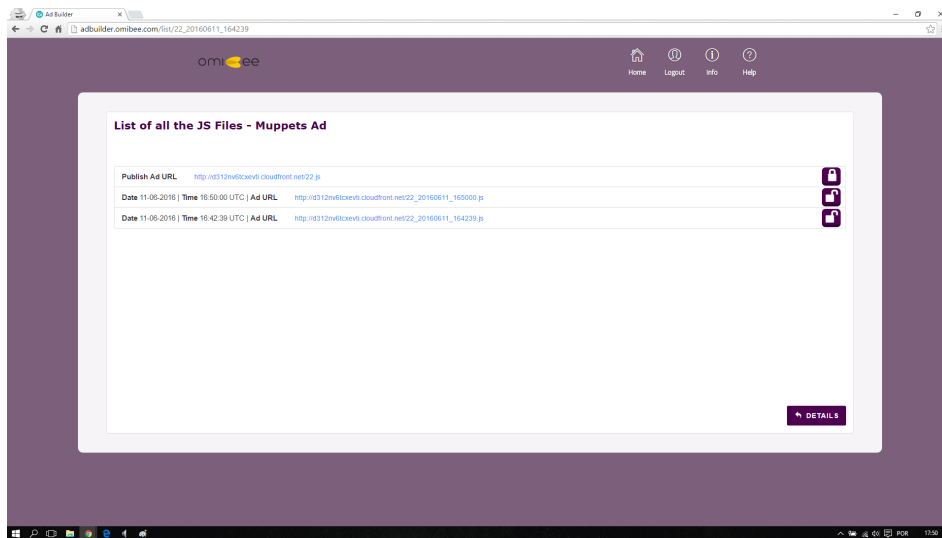 Ad Builder
adbuilder.omibee.com/list/22_20160611_164239
omibee
Home Logout Info Help
List of all the JS Files - Muppets Ad
Publish Ad URL http://d312nv6tcxevti.cloudfront.net/22.js
Date 11-06-2016 | Time 16:50:00 UTC | Ad URL http://d312nv6tcxevti.cloudfront.net/22_20160611_165000.js
Date 11-06-2016 | Time 16:42:39 UTC | Ad URL http://d312nv6tcxevti.cloudfront.net/22_20160611_164239.js
DETAILS
POR 17:50